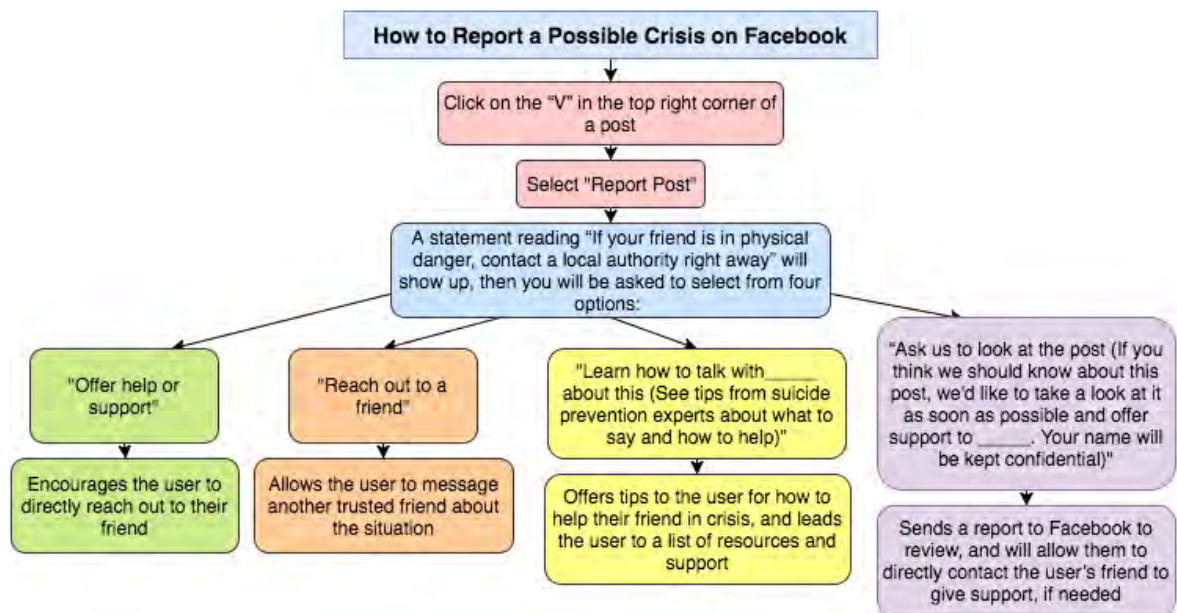 How to Report a Possible Crisis on Facebook
Click on the “V” in the top right corner of
a post
Select "Report Post"
A statement reading “If your friend is in physical
danger, contact a local authority right away” will
show up, then you will be asked to select from four
options:
"Offer help or
support"
Encourages the user to
directly reach out to their
friend
"Reach out to a
friend"
Allows the user to message
another trusted friend about
the situation
"Learn how to talk with_____
about this (See tips from suicide
prevention experts about what to
say and how to help)"
Offers tips to the user for how to
help their friend in crisis, and leads
the user to a list of resources and
support
"Ask us to look at the post (If you
think we should know about this
post, we'd like to take a look at it
as soon as possible and offer
support to _____. Your name will
be kept confidential)"
Sends a report to Facebook to
review, and will allow them to
directly contact the user's friend to
give support, if needed